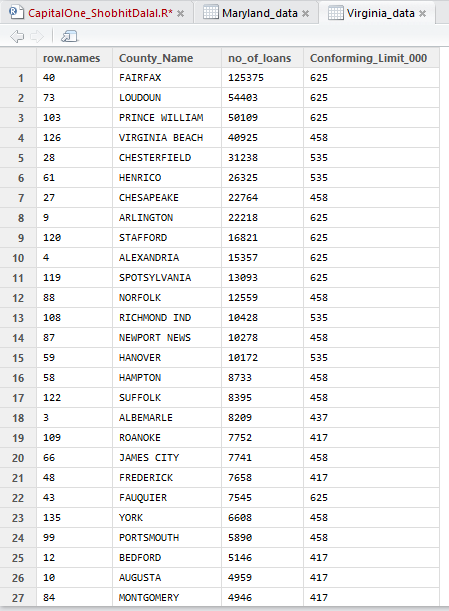 CapitalOne_ShobhitDalal.R* Maryland_data Virginia_data
row.names County_Name no_of_loans Conforming_Limit_000
1 40 FAIRFAX 125375 625
2 73 LOUDOUN 54403 625
3 103 PRINCE WILLIAM 50109 625
4 126 VIRGINIA BEACH 40925 458
5 28 CHESTERFIELD 31238 535
6 61 HENRICO 26325 535
7 27 CHESAPEAKE 22764 458
8 9 ARLINGTON 22218 625
9 120 STAFFORD 16821 625
10 4 ALEXANDRIA 15357 625
11 119 SPOTSYLVANIA 13093 625
12 88 NORFOLK 12559 458
13 108 RICHMOND IND 10428 535
14 87 NEWPORT NEWS 10278 458
15 59 HANOVER 10172 535
16 58 HAMPTON 8733 458
17 122 SUFFOLK 8395 458
18 3 ALBEMARLE 8209 437
19 109 ROANOKE 7752 417
20 66 JAMES CITY 7741 458
21 48 FREDERICK 7658 417
22 43 FAUQUIER 7545 625
23 135 YORK 6608 458
24 99 PORTSMOUTH 5890 458
25 12 BEDFORD 5146 417
26 10 AUGUSTA 4959 417
27 84 MONTGOMERY 4946 417